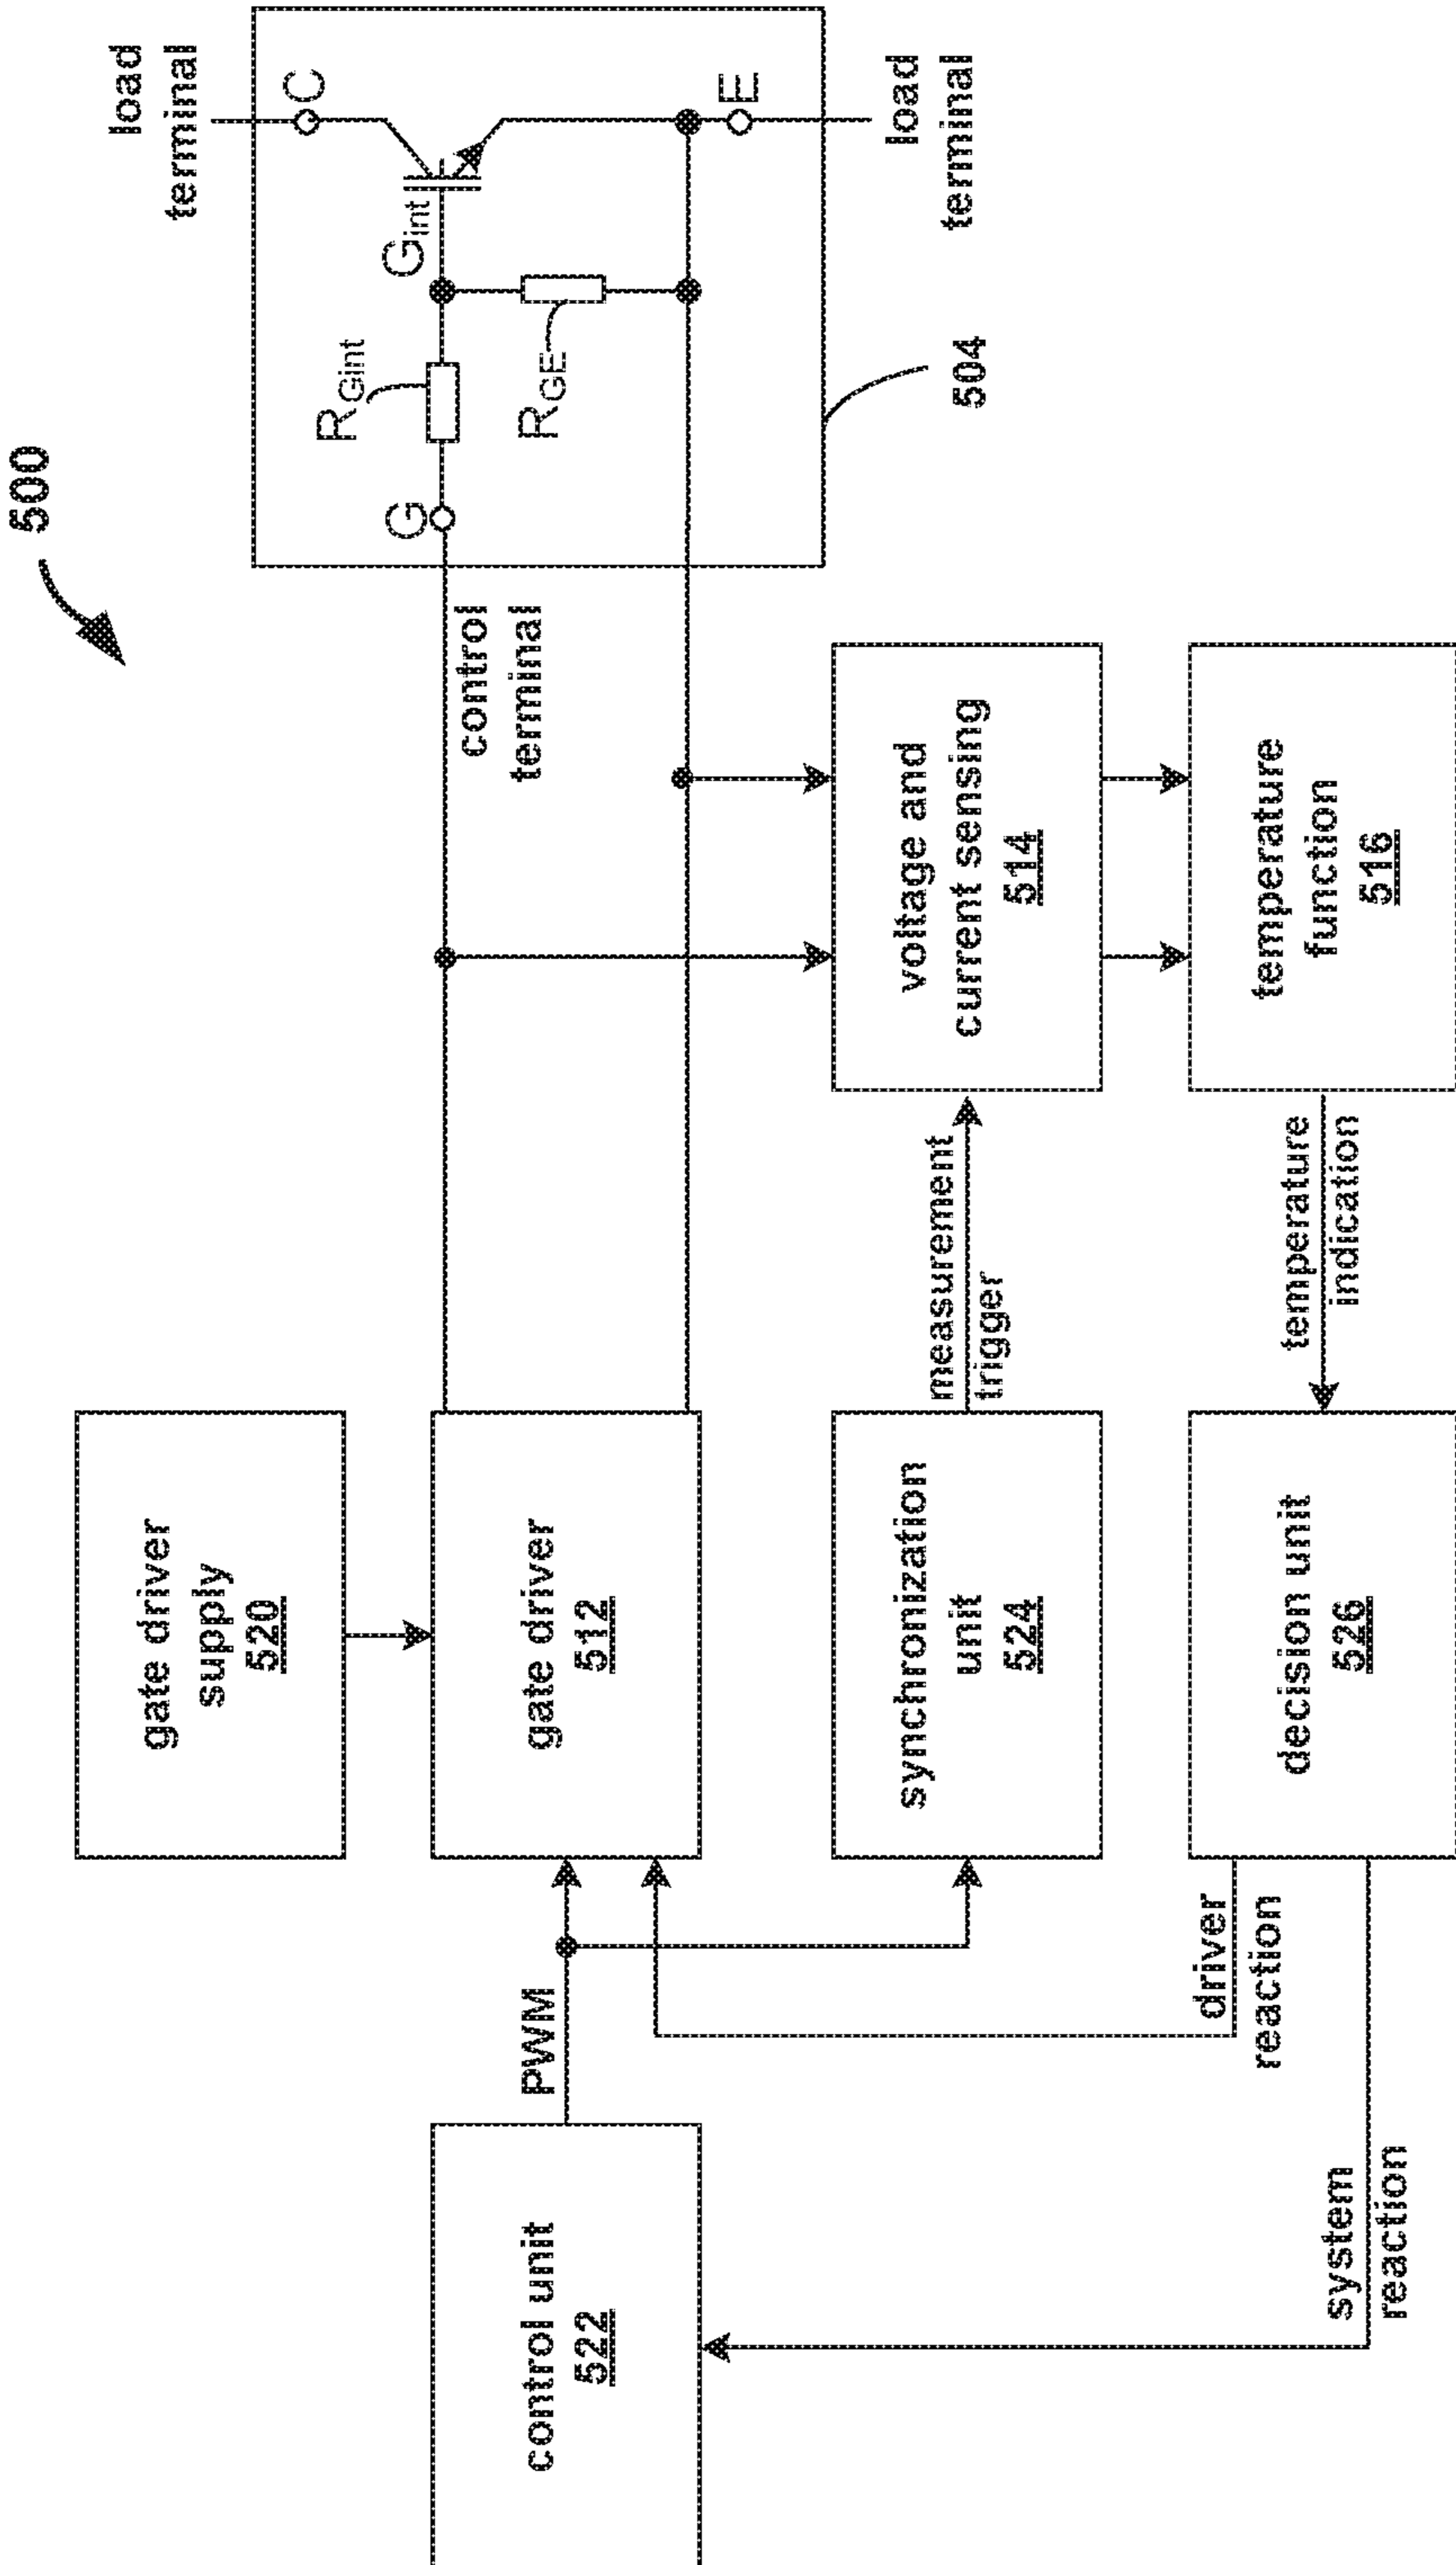 500
gate driver
supply
520
gate driver
512
control unit
522
PWM
synchronization
unit
524
decision unit
526
driver
reaction
system
reaction
measurement
trigger
temperature
indication
voltage and
current sensing
514
temperature
function
516
control
terminal
load
terminal
C
G
RGint
Gint
RGE
E
load
terminal
504